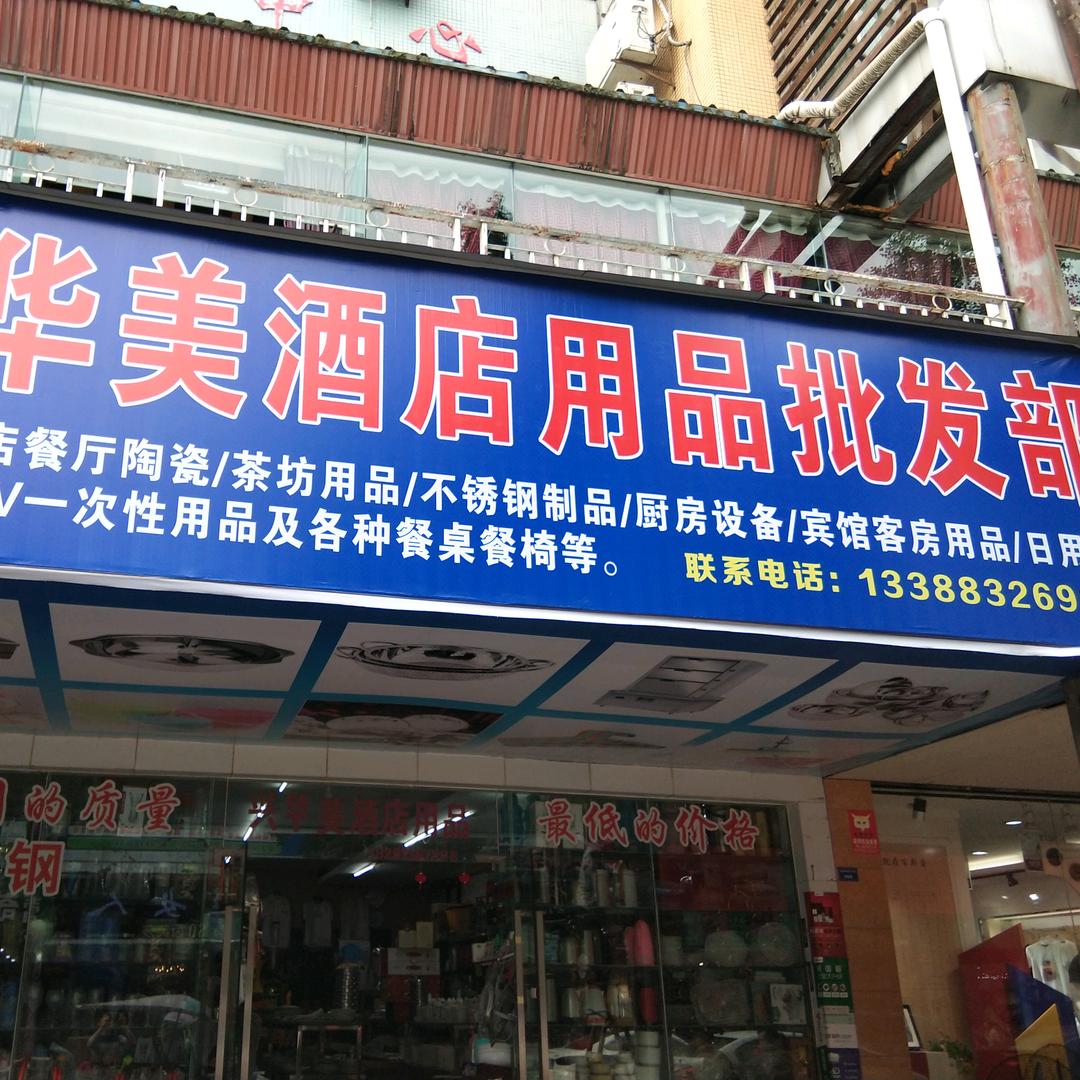 中心
华美酒店用品批发部
店餐厅陶瓷/茶坊用品/不锈钢制品/厨房设备/宾馆客房用品/日用
V一次性用品及各种餐桌餐椅等。
联系电话：133883269
的质量
兴华美酒店用品
最低的价格
钢